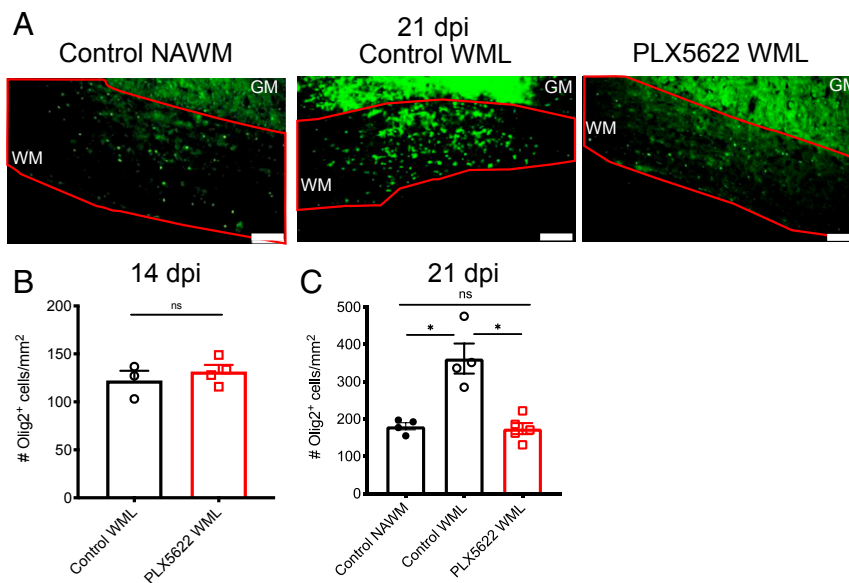 A
21 dpi
Control NAWM
Control WML
PLX5622 WML
GM
WM
GM
WM
GM
WM
B
14 dpi
ns
# Olig2⁺ cells/mm²
200
150
100
50
0
Control WML
PLX5622 WML
C
21 dpi
ns
*
*
# Olig2⁺ cells/mm²
500
400
300
200
100
0
Control NAWM
Control WML
PLX5622 WML